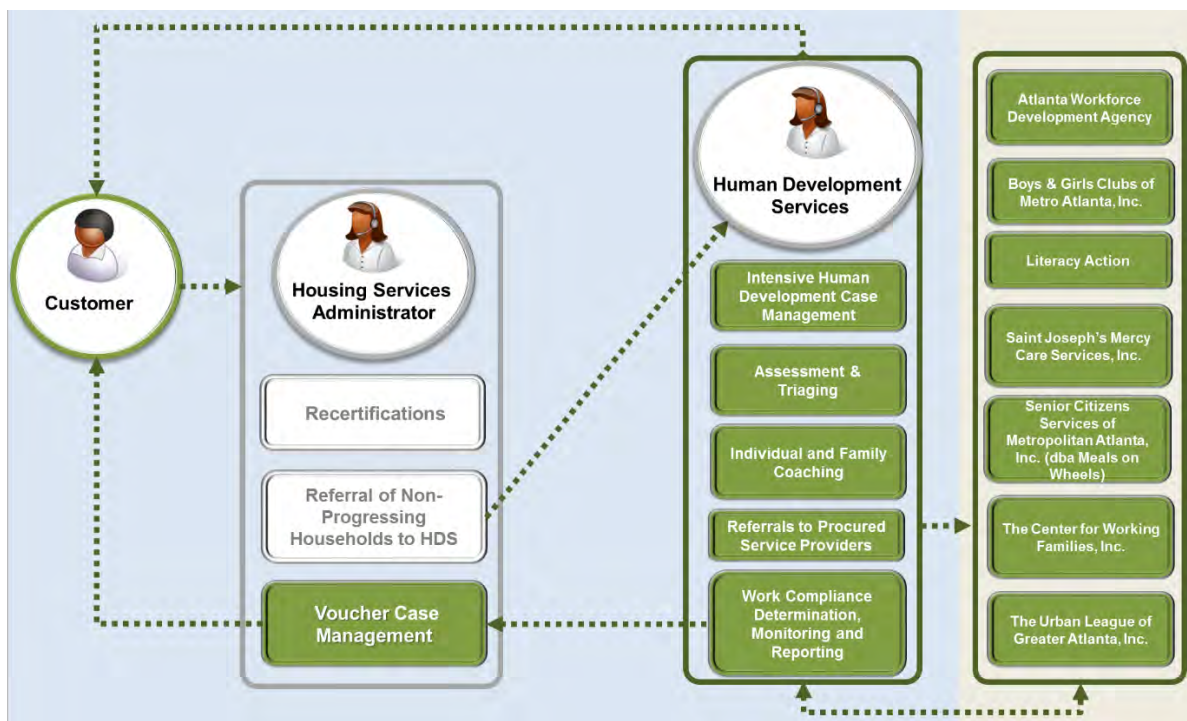 Customer
Housing Services
Administrator
Recertifications
Referral of Non-
Progressing
Households to HDS
Voucher Case
Management
Human Development
Services
Intensive Human
Development Case
Management
Assessment &
Triaging
Individual and Family
Coaching
Referrals to Procured
Service Providers
Work Compliance
Determination,
Monitoring and
Reporting
Atlanta Workforce
Development Agency
Boys & Girls Clubs of
Metro Atlanta, Inc.
Literacy Action
Saint Joseph's Mercy
Care Services, Inc.
Senior Citizens
Services of
Metropolitan Atlanta,
Inc. (dba Meals on
Wheels)
The Center for Working
Families, Inc.
The Urban League of
Greater Atlanta, Inc.